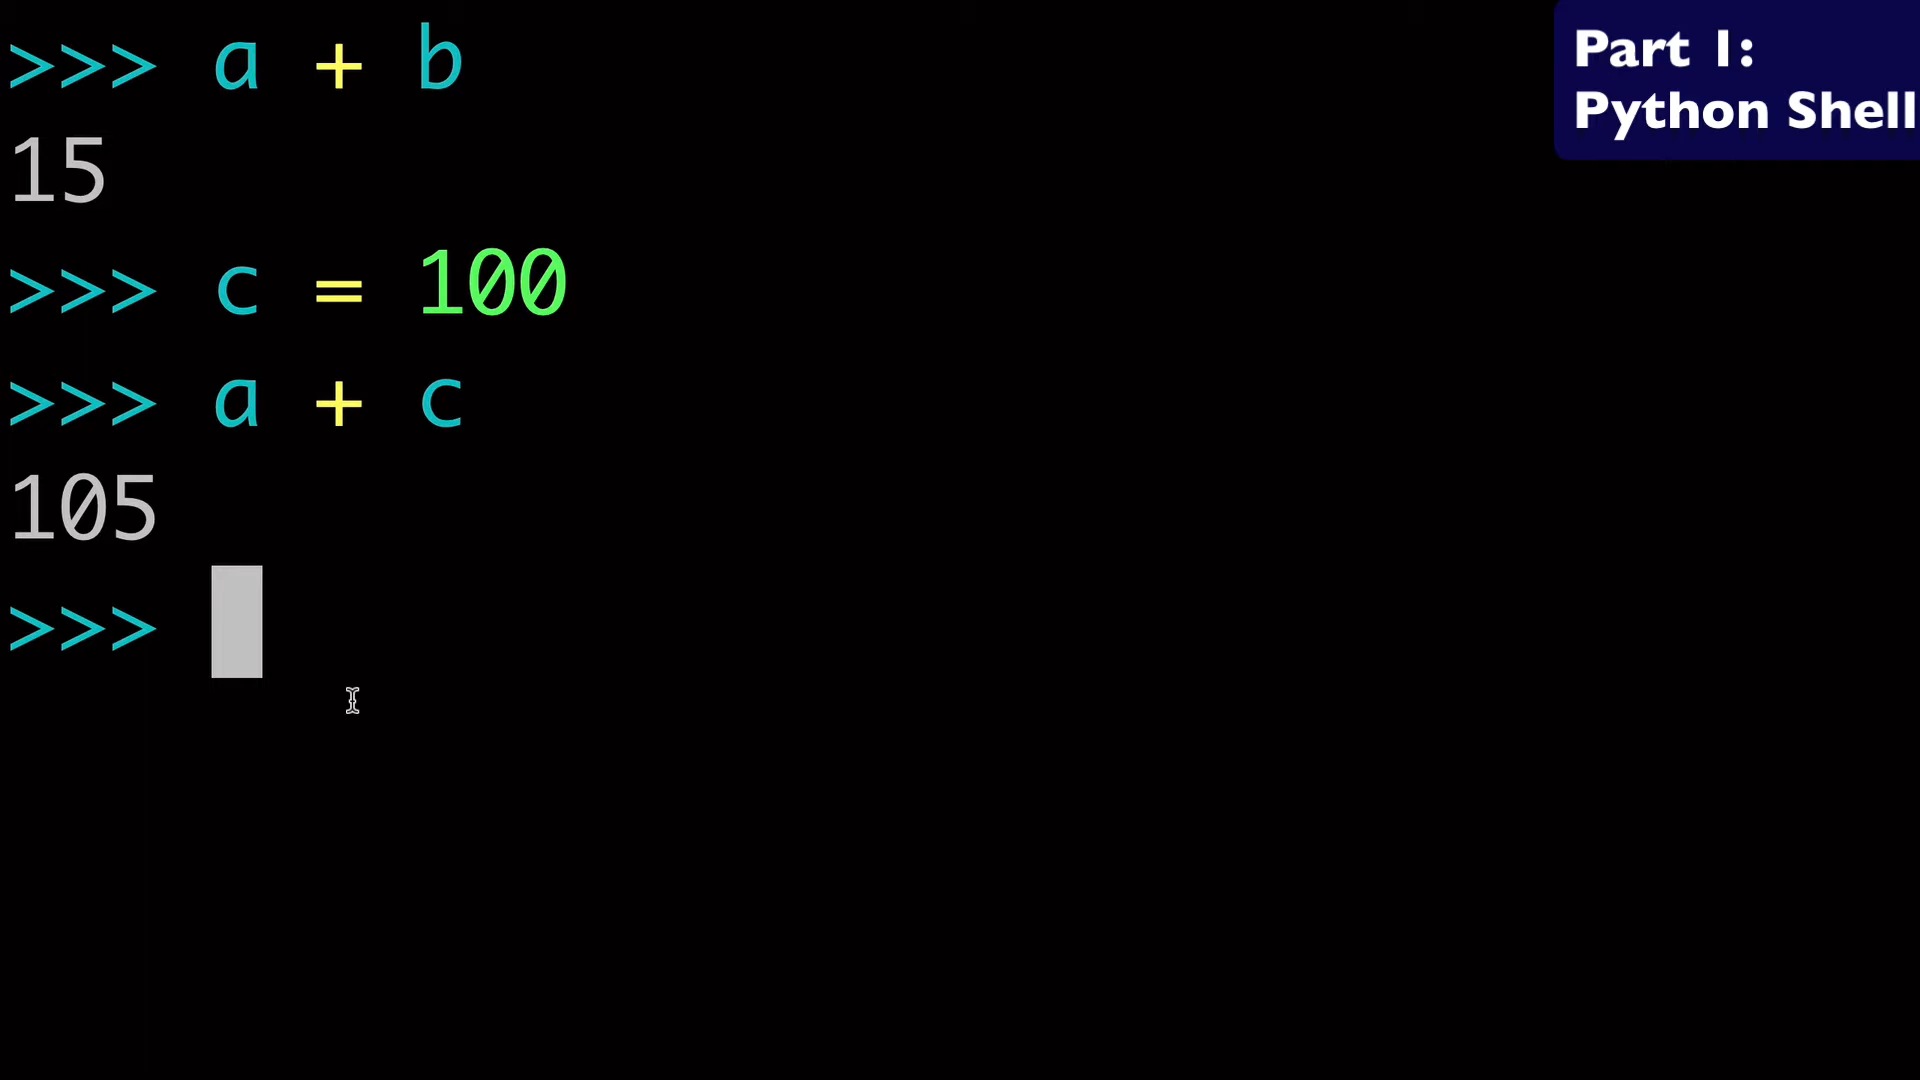 >>> a + b
15
>>> c = 100
>>> a + c
105
>>>
Part 1:
Python Shell